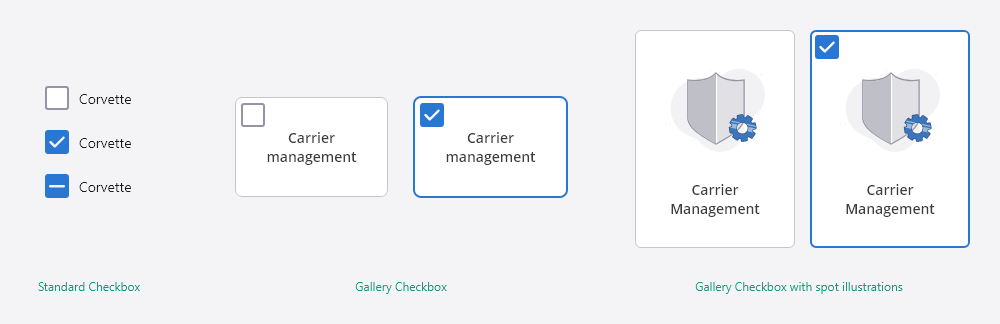 Corvette
Corvette
Corvette
Standard Checkbox
Carrier
management
Carrier
management
Gallery Checkbox
Carrier
Management
Carrier
Management
Gallery Checkbox with spot illustrations